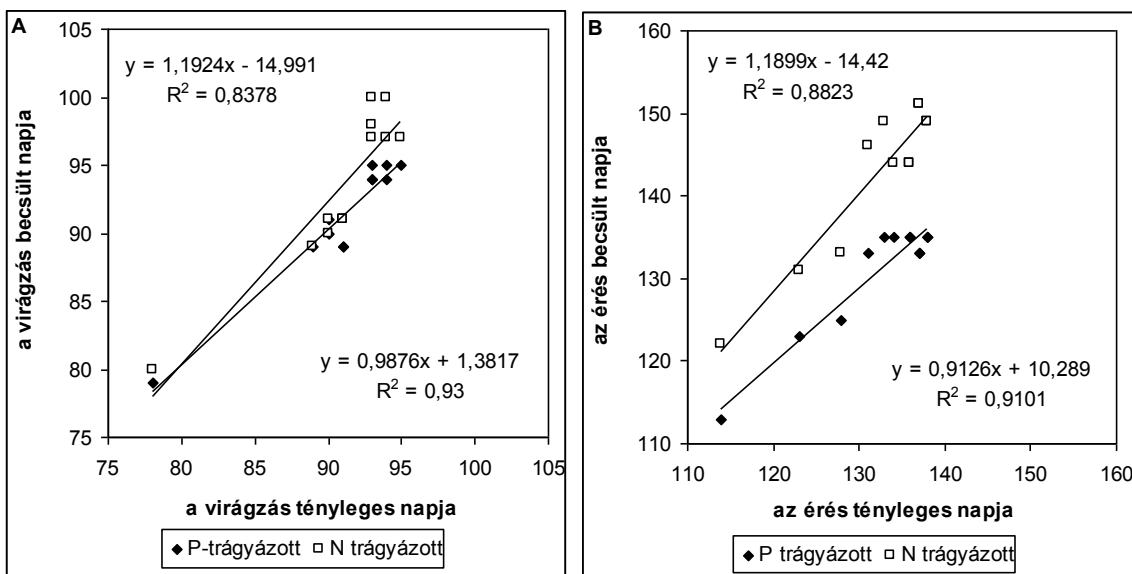 A
y = 1,1924x - 14,991
R² = 0,8378
y = 0,9876x + 1,3817
R² = 0,93
a virágzás becsült napja
105
100
95
90
85
80
75
75 80 85 90 95 100 105
a virágzás tényleges napja
P-trágyázott N trágyázott
B
y = 1,1899x - 14,42
R² = 0,8823
y = 0,9126x + 10,289
R² = 0,9101
az érés becsült napja
160
150
140
130
120
110
110 120 130 140 150 160
az érés tényleges napja
P trágyázott N trágyázott